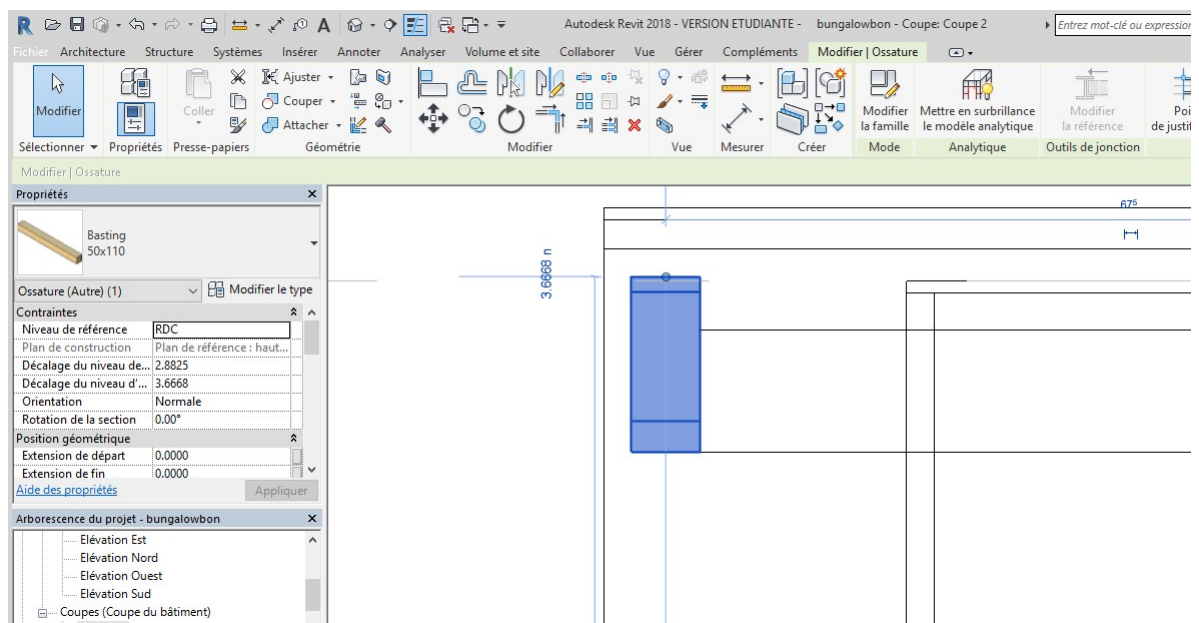 Autodesk Revit 2018 - VERSION ETUDIANTE - bungalowbon - Coupe: Coupe 2
Entrez mot-clé ou expression
Fichier Architecture Structure Systèmes Insérer Annoter Analyser Volume et site Collaborer Vue Gérer Compléments Modifier | Ossature
Modifier
Coller
Ajuster
Couper
Attacher
Modifier la famille
Mettre en surbrillance le modèle analytique
Modifier la référence
Poi
de justif
Sélectionner Propriétés Presse-papiers Géométrie Modifier Vue Mesurer Créer Mode Analytique Outils de jonction
Modifier | Ossature
Propriétés
Basting
50x110
Ossature (Autre) (1) Modifier le type
Contraintes
Niveau de référence RDC
Plan de construction Plan de référence : haut...
Décalage du niveau de... 2.8825
Décalage du niveau d'... 3.6668
Orientation Normale
Rotation de la section 0.00°
Position géométrique
Extension de départ 0.0000
Extension de fin 0.0000
Aide des propriétés Appliquer
Arborescence du projet - bungalowbon
Elévation Est
Elévation Nord
Elévation Ouest
Elévation Sud
Coupes (Coupe du bâtiment)
3.6668 n
67⁶